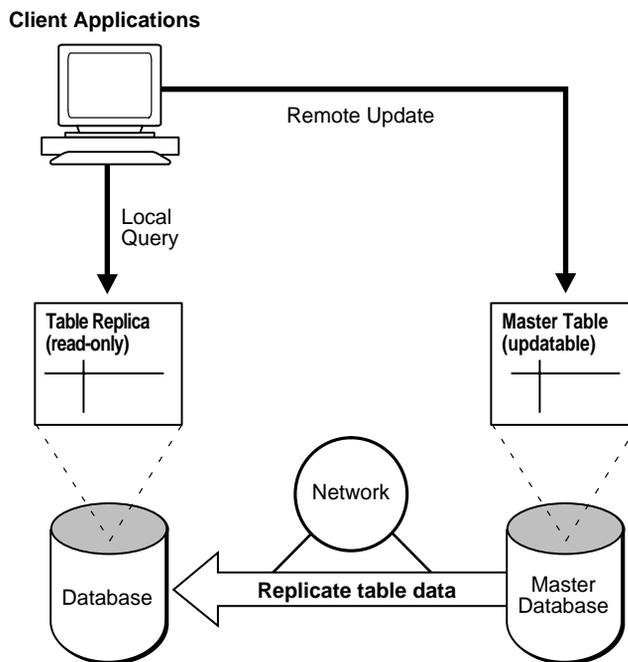 Client Applications
Remote Update
Local
Query
Table Replica
(read-only)
Master Table
(updatable)
Network
Database
Replicate table data
Master
Database